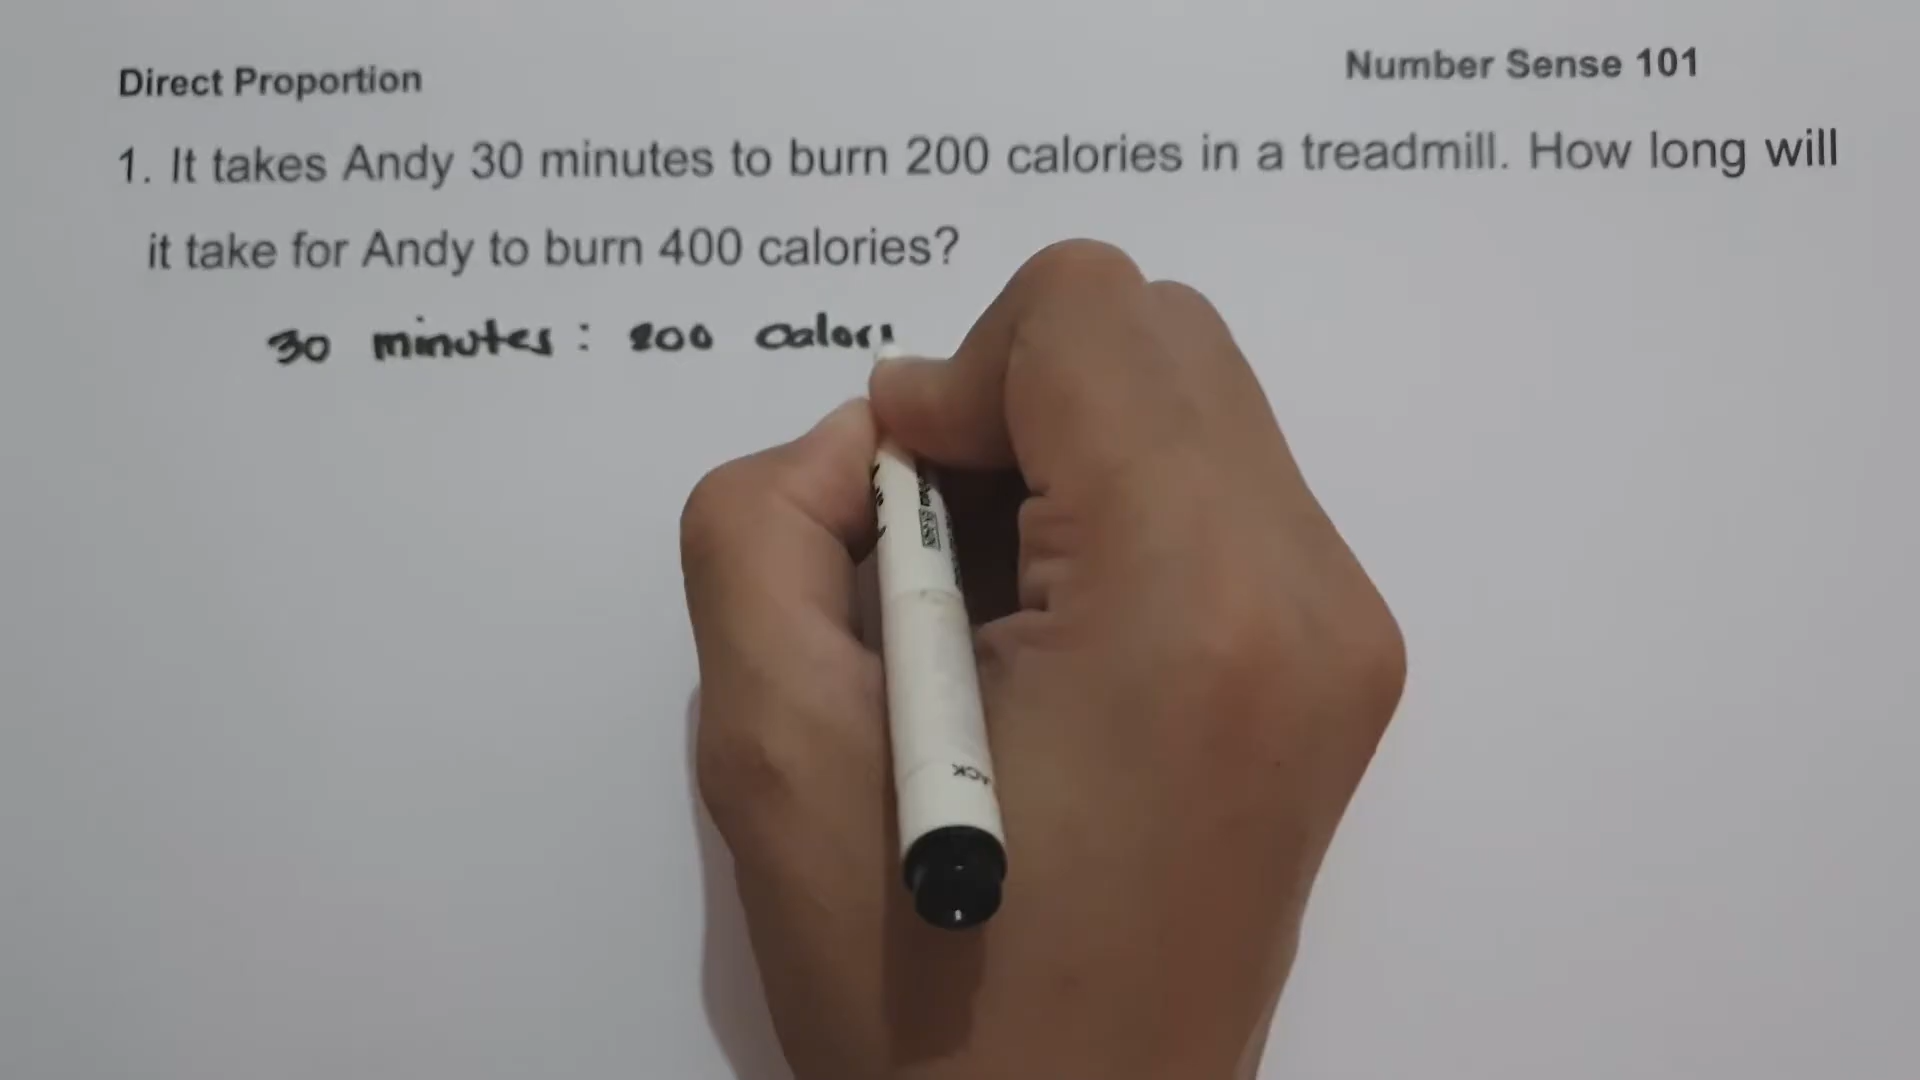 Direct Proportion
Number Sense 101
1. It takes Andy 30 minutes to burn 200 calories in a treadmill. How long will
it take for Andy to burn 400 calories?
30 minutes : 200 calori